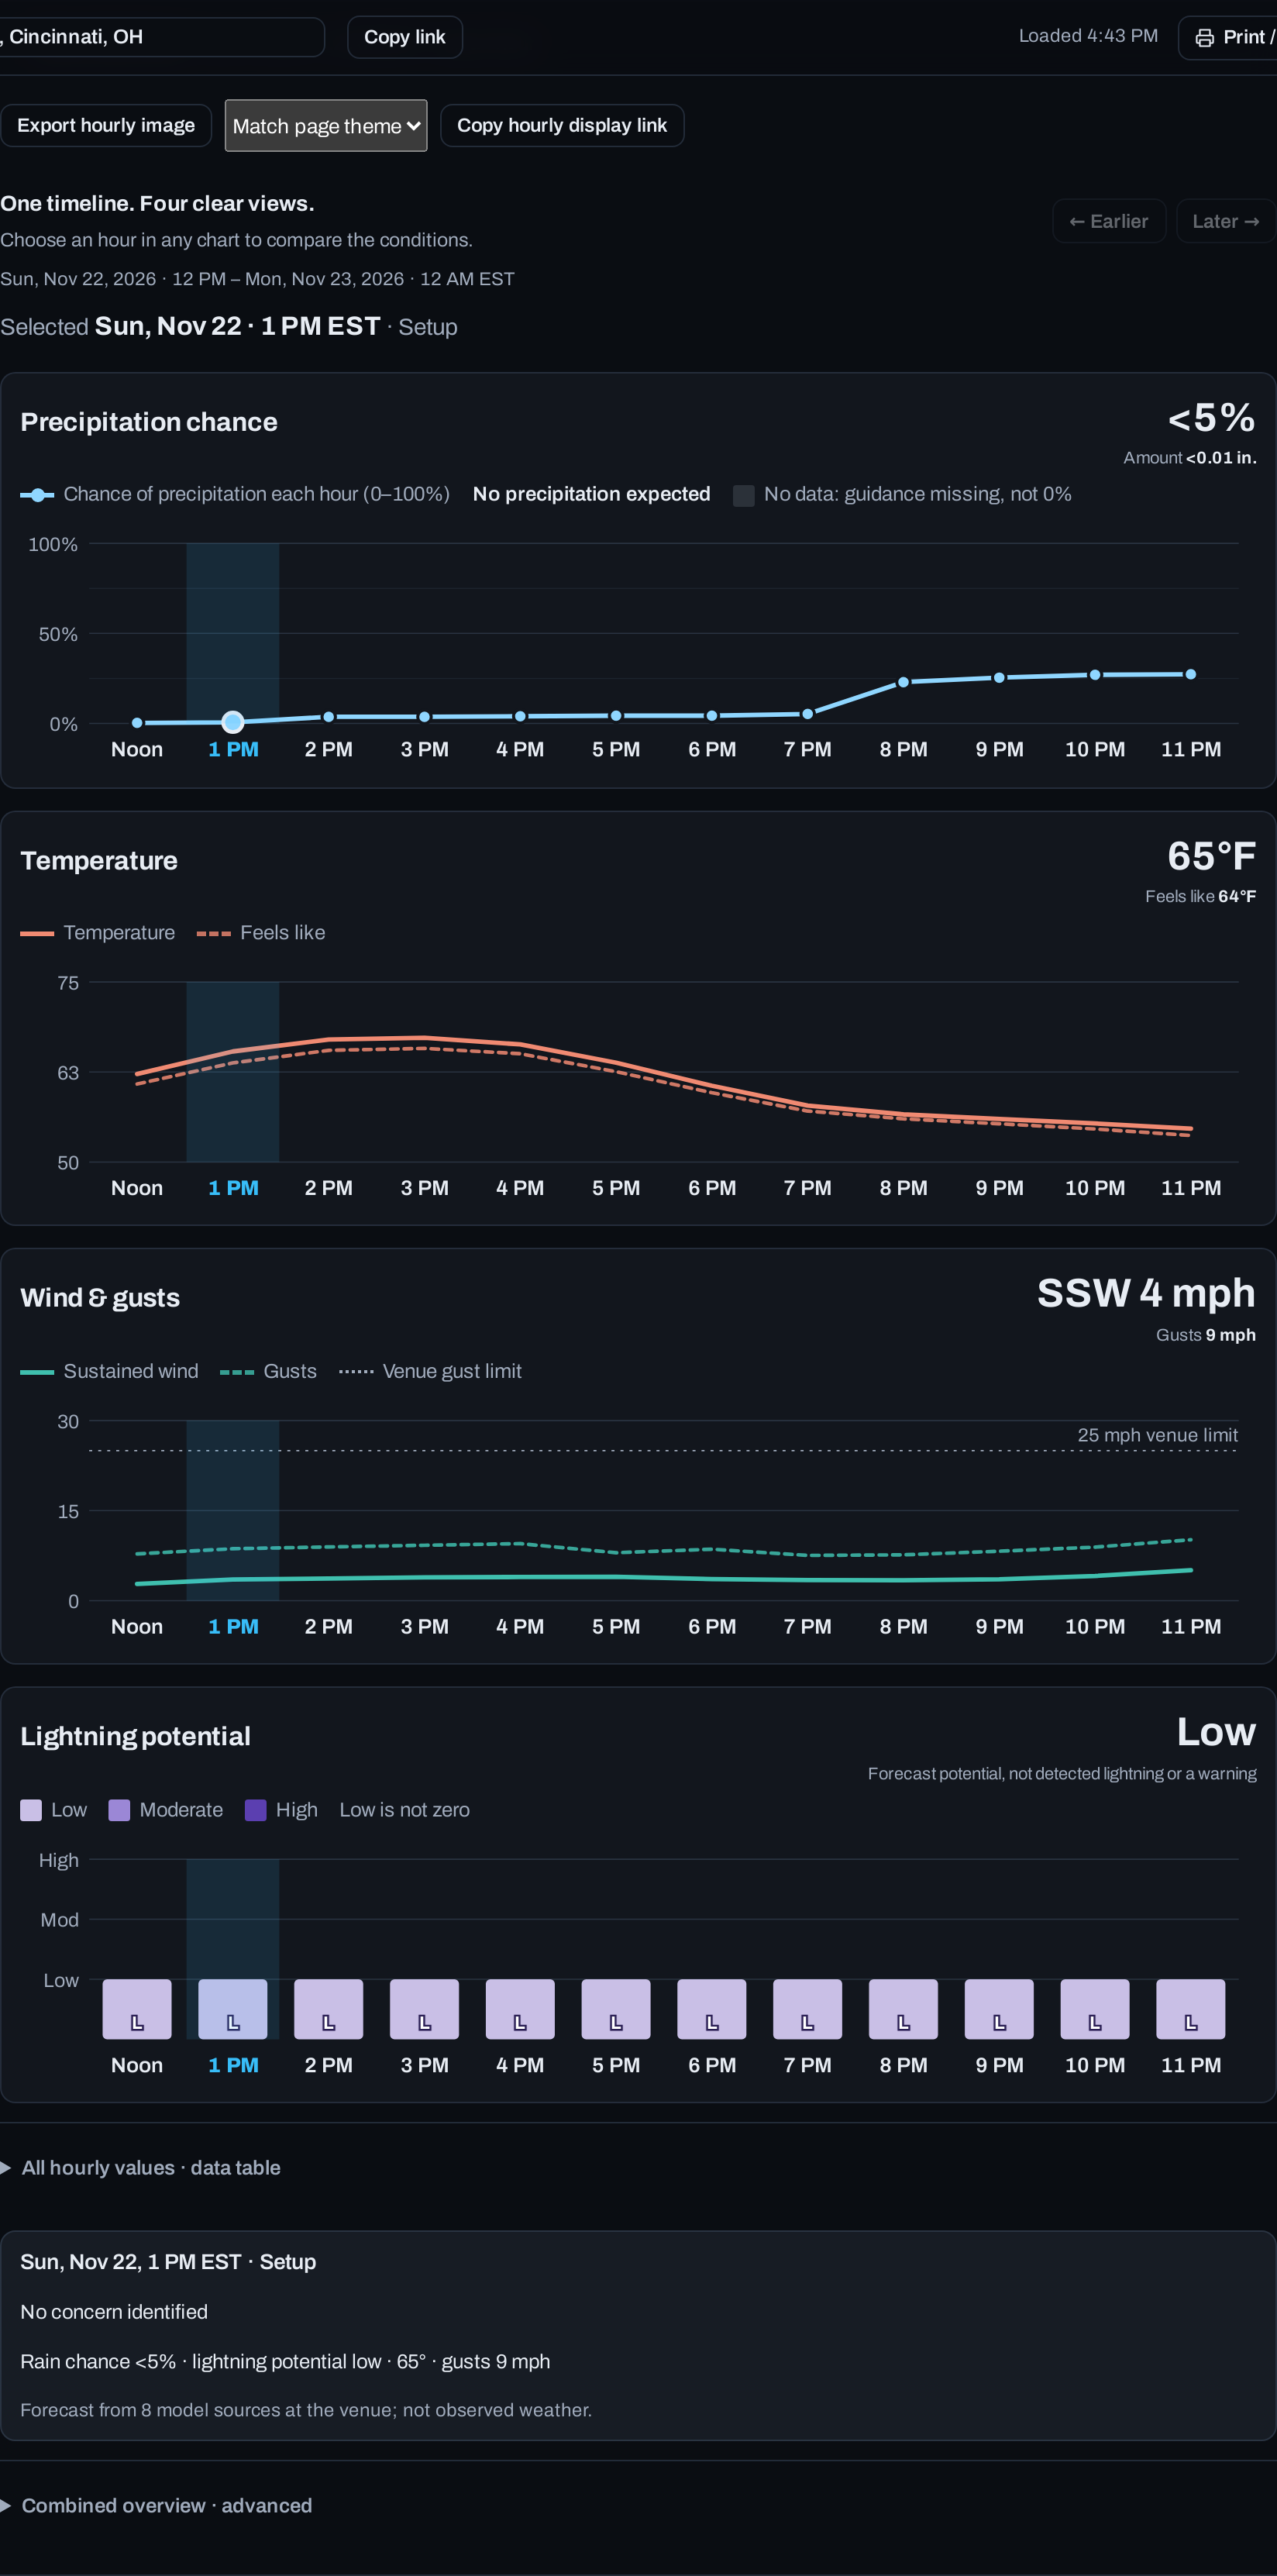 , Cincinnati, OH
Copy link
Loaded 4:43 PM
Print /
Export hourly image
Match page theme
Copy hourly display link
One timeline. Four clear views.
Choose an hour in any chart to compare the conditions.
← Earlier
Later →
Sun, Nov 22, 2026 · 12 PM – Mon, Nov 23, 2026 · 12 AM EST
Selected Sun, Nov 22 · 1 PM EST · Setup
Precipitation chance
<5%
Amount <0.01 in.
Chance of precipitation each hour (0–100%)
No precipitation expected
No data: guidance missing, not 0%
100%
50%
0%
Noon 1 PM 2 PM 3 PM 4 PM 5 PM 6 PM 7 PM 8 PM 9 PM 10 PM 11 PM
Temperature
65°F
Feels like 64°F
Temperature
Feels like
75
63
50
Noon 1 PM 2 PM 3 PM 4 PM 5 PM 6 PM 7 PM 8 PM 9 PM 10 PM 11 PM
Wind & gusts
SSW 4 mph
Gusts 9 mph
Sustained wind
Gusts
Venue gust limit
30
25 mph venue limit
15
0
Noon 1 PM 2 PM 3 PM 4 PM 5 PM 6 PM 7 PM 8 PM 9 PM 10 PM 11 PM
Lightning potential
Low
Forecast potential, not detected lightning or a warning
Low
Moderate
High
Low is not zero
High
Mod
Low
L L L L L L L L L L L L
Noon 1 PM 2 PM 3 PM 4 PM 5 PM 6 PM 7 PM 8 PM 9 PM 10 PM 11 PM
All hourly values · data table
Sun, Nov 22, 1 PM EST · Setup
No concern identified
Rain chance <5% · lightning potential low · 65° · gusts 9 mph
Forecast from 8 model sources at the venue; not observed weather.
Combined overview · advanced